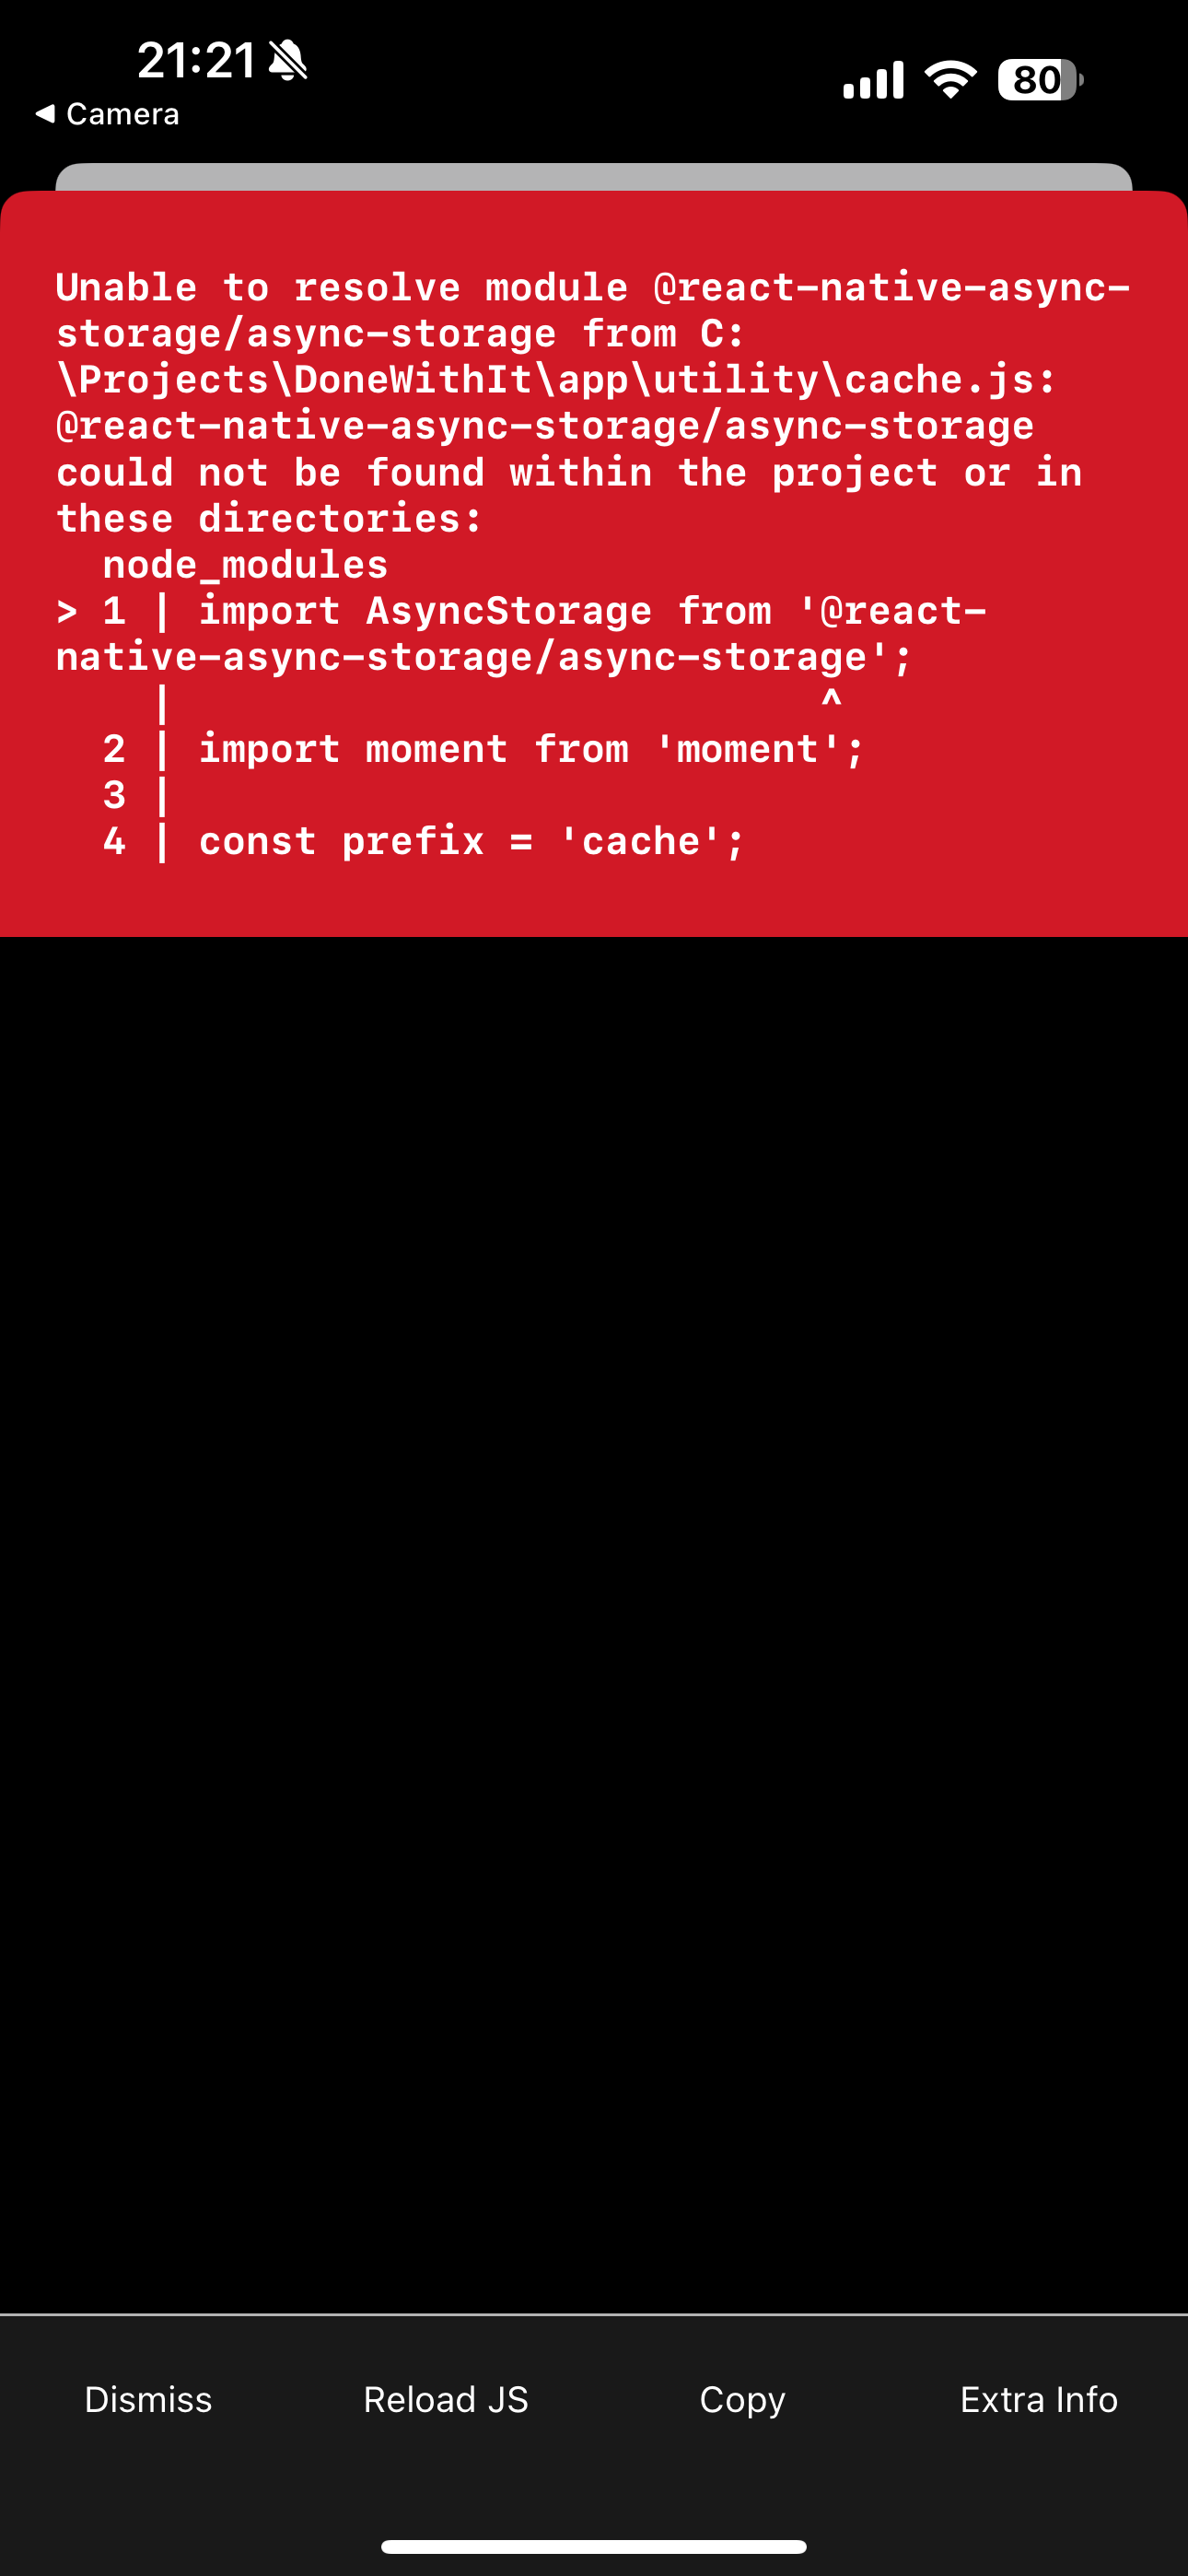 21:21
◀ Camera
80
Unable to resolve module @react-native-async-
storage/async-storage from C:
\Projects\DoneWithIt\app\utility\cache.js:
@react-native-async-storage/async-storage
could not be found within the project or in
these directories:
  node_modules
> 1 | import AsyncStorage from '@react-
native-async-storage/async-storage';
    |                            ^
  2 | import moment from 'moment';
  3 |
  4 | const prefix = 'cache';
Dismiss Reload JS Copy Extra Info